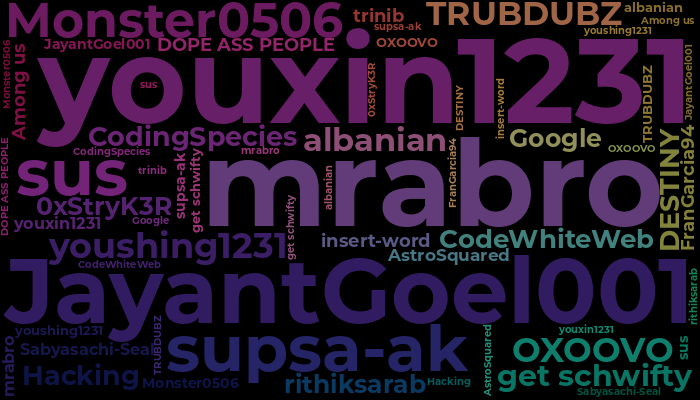 Monster0506
trinib
TRUBDUBZ
albanian
Among us
supsa-ak
youshing1231
JayantGoel001
DOPE ASS PEOPLE
oxoovo
youxin1231
Monster0506
Among us
sus
0xStryK3R
DESTINY
insert-word
TRUBDUBZ
JayantGoel001
CodingSpecies
albanian
Google
oxoovo
DOPE ASS PEOPLE
CodingSpecies
mrabro
sus
trinib
supsa-ak
get schwifty
mrabro
albanian
FranGarcia94
DESTINY
FranGarcia94
0xStryK3R
Google
youxin1231
get schwifty
youshing1231
insert-word
CodeWhiteWeb
AstroSquared
CodeWhiteWeb
JayantGoel001
rithiksarab
youshing1231
TRUBDUBZ
supsa-ak
AstroSquared
youxin1231
oxoovo
sus
mrabro
Sabyasachi-Seal
Hacking
Monster0506
rithiksarab
Hacking
get schwifty
Sabyasachi-Seal